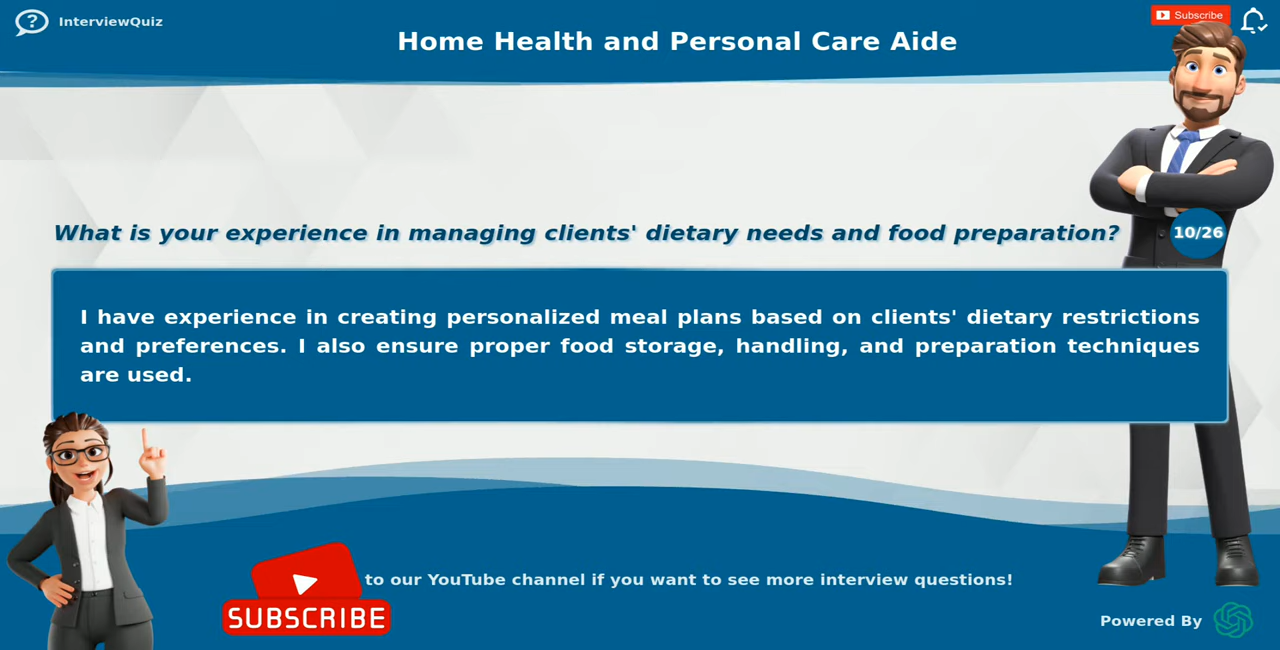 InterviewQuiz
Subscribe
Home Health and Personal Care Aide
What is your experience in managing clients' dietary needs and food preparation?
10/26
I have experience in creating personalized meal plans based on clients' dietary restrictions
and preferences. I also ensure proper food storage, handling, and preparation techniques
are used.
to our YouTube channel if you want to see more interview questions!
SUBSCRIBE
Powered By